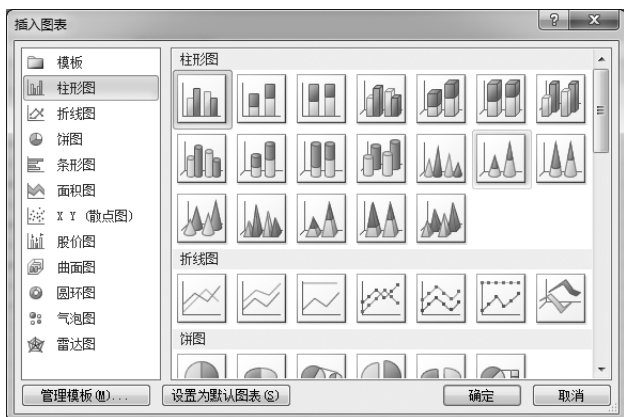 插入图表
模板
柱形图
折线图
饼图
条形图
面积图
X Y (散点图)
股价图
曲面图
圆环图
气泡图
雷达图
柱形图
折线图
饼图
管理模板(M)...
设置为默认图表(S)
确定
取消